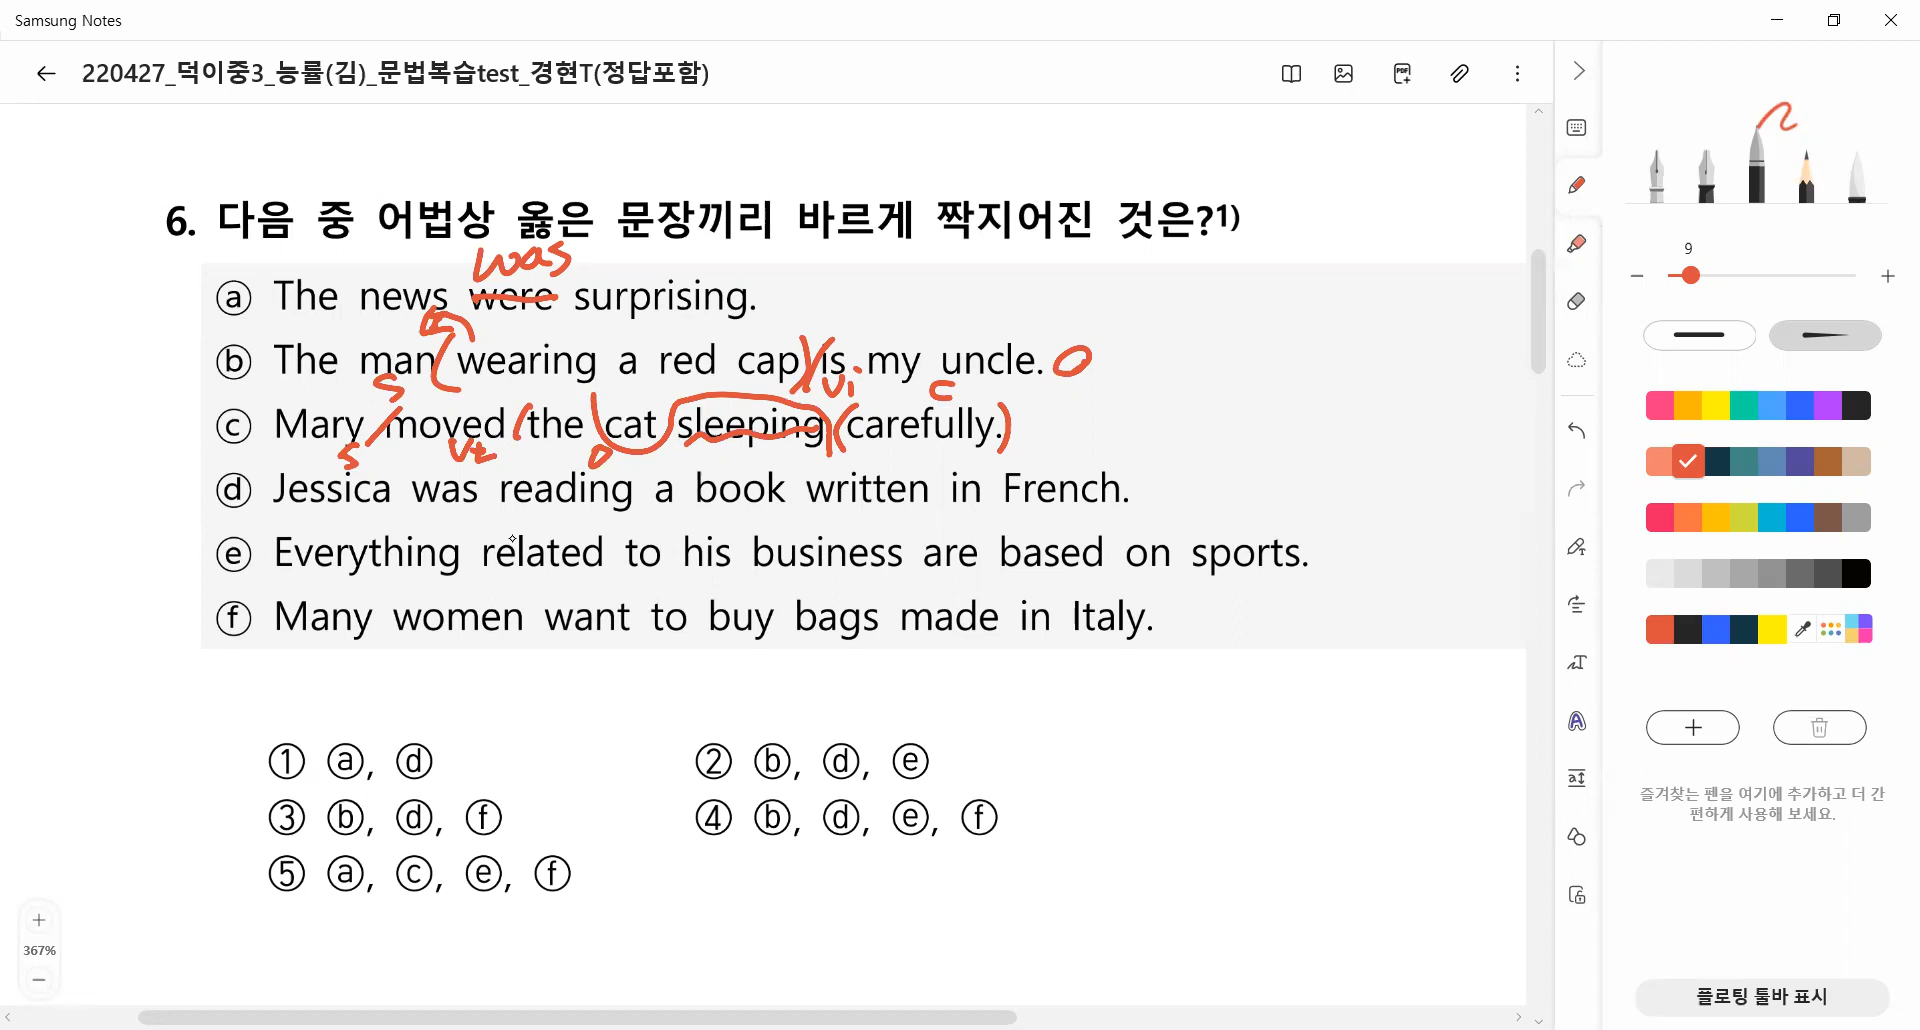 Samsung Notes
220427_덕이중3_능률(김)_문법복습test_경현T(정답포함)
PDF
9
6. 다음 중 어법상 옳은 문장끼리 바르게 짝지어진 것은?1)
was
ⓐ The news were surprising.
ⓑ The man wearing a red cap is my uncle. O
S Vi C
ⓒ Mary moved the cat sleeping (carefully.)
S Vt O
ⓓ Jessica was reading a book written in French.
ⓔ Everything related to his business are based on sports.
ⓕ Many women want to buy bags made in Italy.
① ⓐ, ⓓ ② ⓑ, ⓓ, ⓔ
③ ⓑ, ⓓ, ⓕ ④ ⓑ, ⓓ, ⓔ, ⓕ
⑤ ⓐ, ⓒ, ⓔ, ⓕ
367%
즐겨찾는 펜을 여기에 추가하고 더 간
편하게 사용해 보세요.
플로팅 툴바 표시